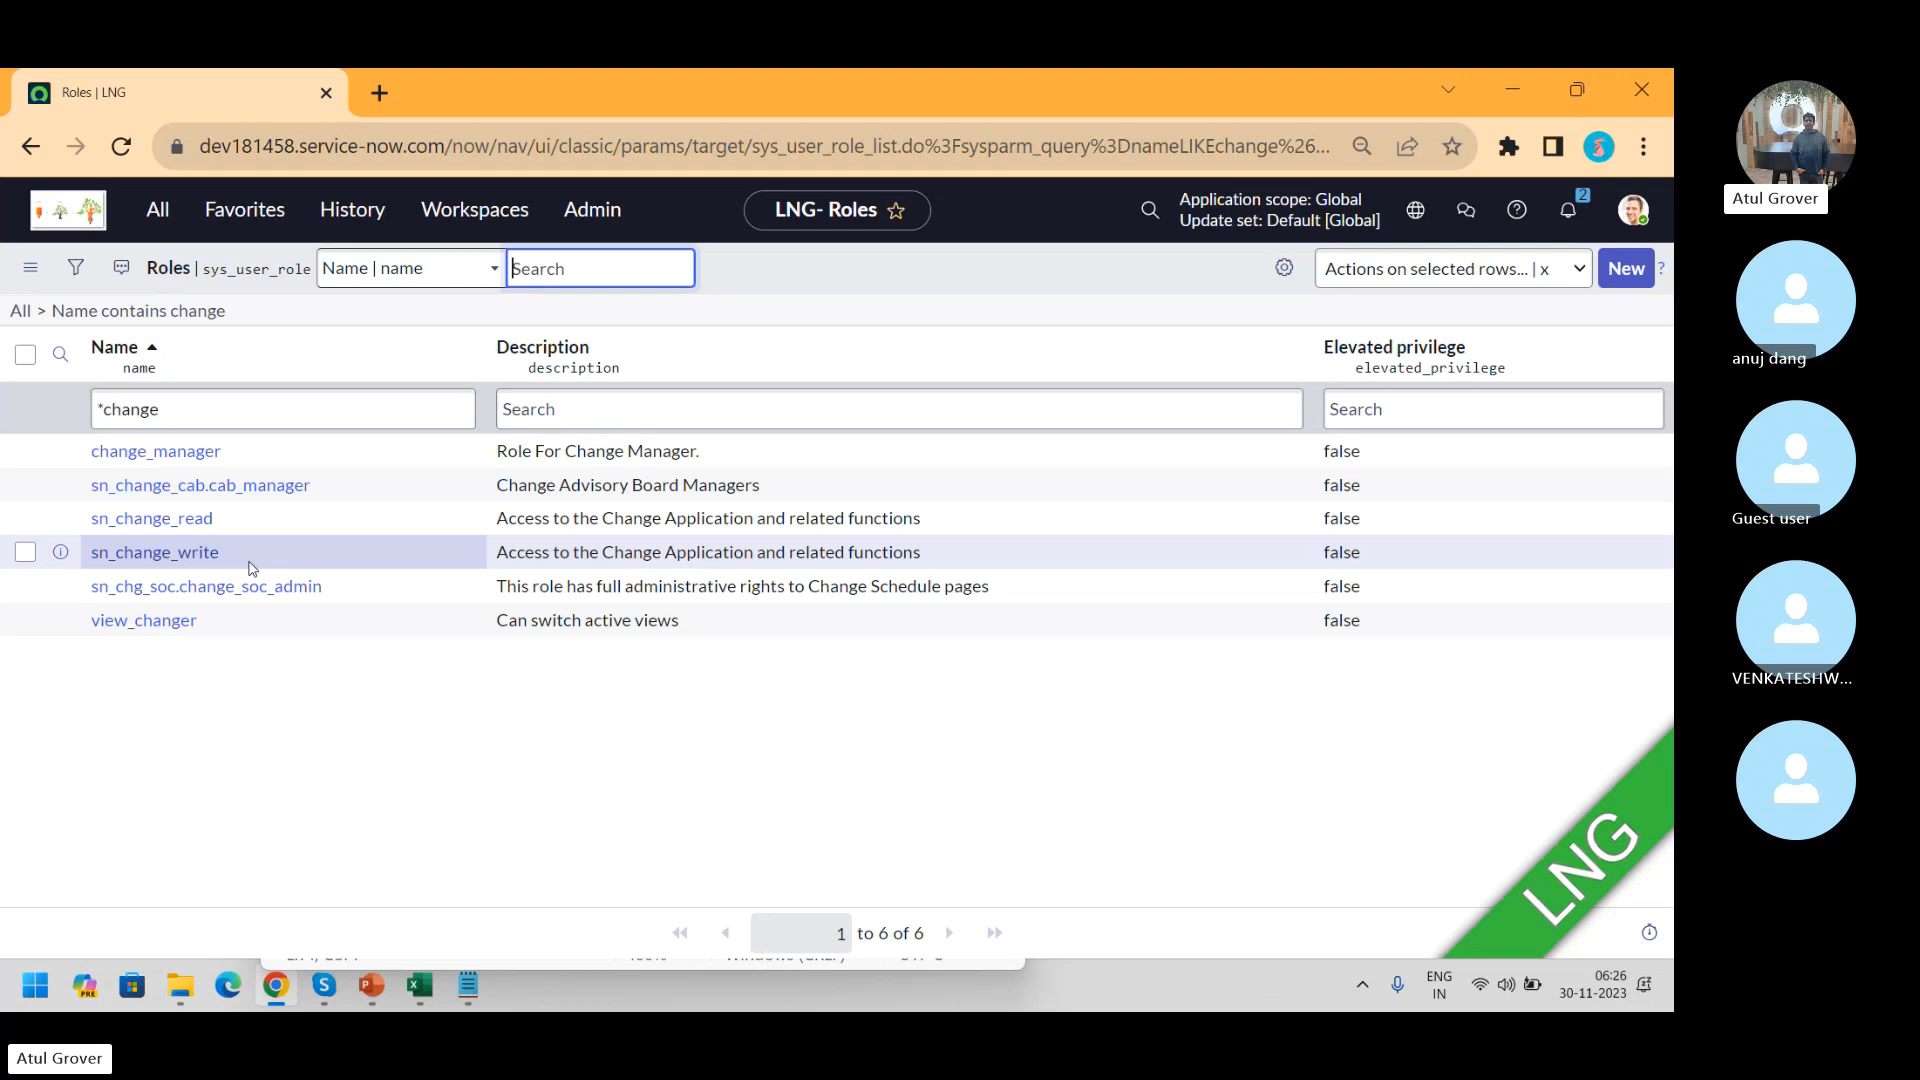 Roles | LNG
dev181458.service-now.com/now/nav/ui/classic/params/target/sys_user_role_list.do%3Fsysparm_query%3DnameLIKEchange%26...
All Favorites History Workspaces Admin
LNG- Roles
Application scope: Global
Update set: Default [Global]
2
Roles | sys_user_role
Name | name
Search
Actions on selected rows... | x
New
?
All > Name contains change
Name Description Elevated privilege
name description elevated_privilege
*change Search Search
change_manager Role For Change Manager. false
sn_change_cab.cab_manager Change Advisory Board Managers false
sn_change_read Access to the Change Application and related functions false
sn_change_write Access to the Change Application and related functions false
sn_chg_soc.change_soc_admin This role has full administrative rights to Change Schedule pages false
view_changer Can switch active views false
LNG
1 to 6 of 6
PRE
ENG
IN
06:26
30-11-2023
Atul Grover
anuj dang
Guest user
VENKATESHW...
Atul Grover